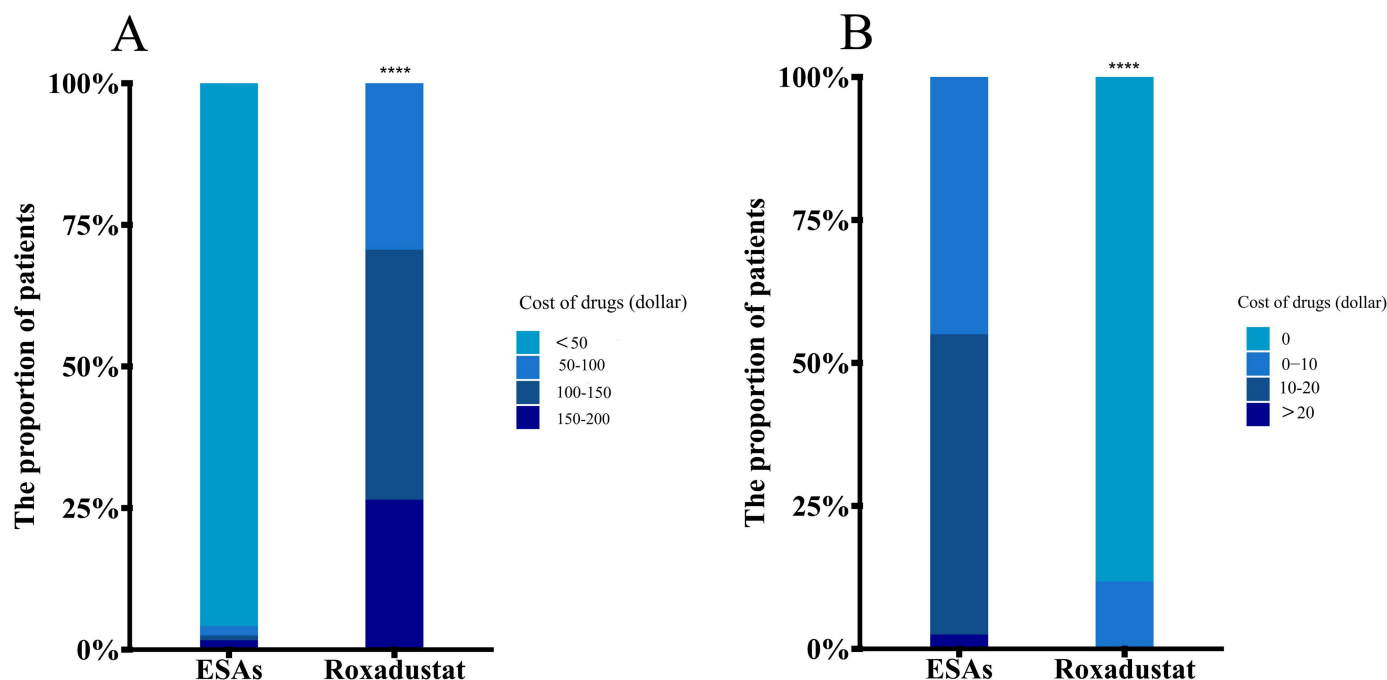 A
The proportion of patients
100%
75%
50%
25%
0%
****
ESAs
Roxadustat
Cost of drugs (dollar)
<50
50-100
100-150
150-200
B
The proportion of patients
100%
75%
50%
25%
0%
****
ESAs
Roxadustat
Cost of drugs (dollar)
0
0−10
10-20
>20